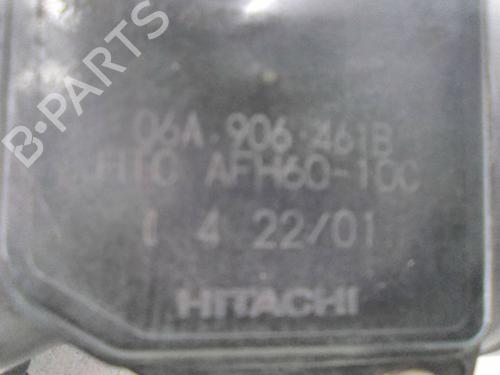 B-PARTS
06A 906 461B
AFH60-10C
4 22/01
HITACHI